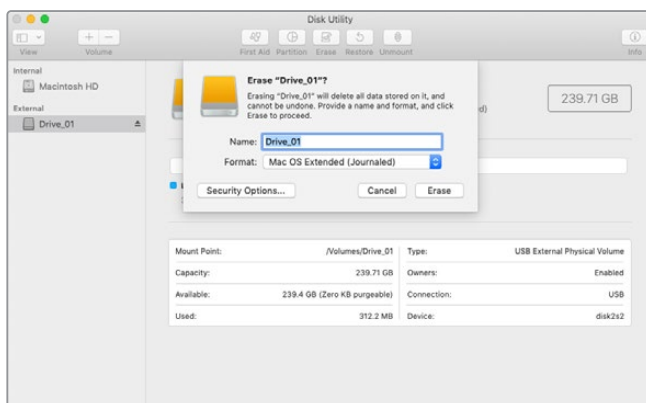 Disk Utility
View
Volume
First Aid
Partition
Erase
Restore
Unmount
Info
Internal
Macintosh HD
External
Drive_01
Erase “Drive_01”?
Erasing “Drive_01” will delete all data stored on it, and
cannot be undone. Provide a name and format, and click
Erase to proceed.
Name: Drive_01
Format: Mac OS Extended (Journaled)
Security Options...
Cancel
Erase
239.71 GB
Mount Point: /Volumes/Drive_01
Type: USB External Physical Volume
Capacity: 239.71 GB
Owners: Enabled
Available: 239.4 GB (Zero KB purgeable)
Connection: USB
Used: 312.2 MB
Device: disk2s2